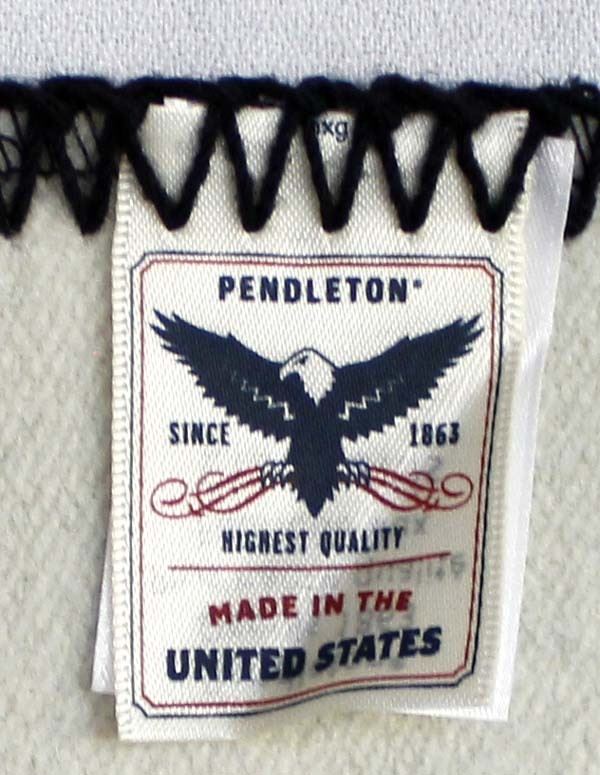 PENDLETON®
SINCE 1863
HIGHEST QUALITY
MADE IN THE
UNITED STATES